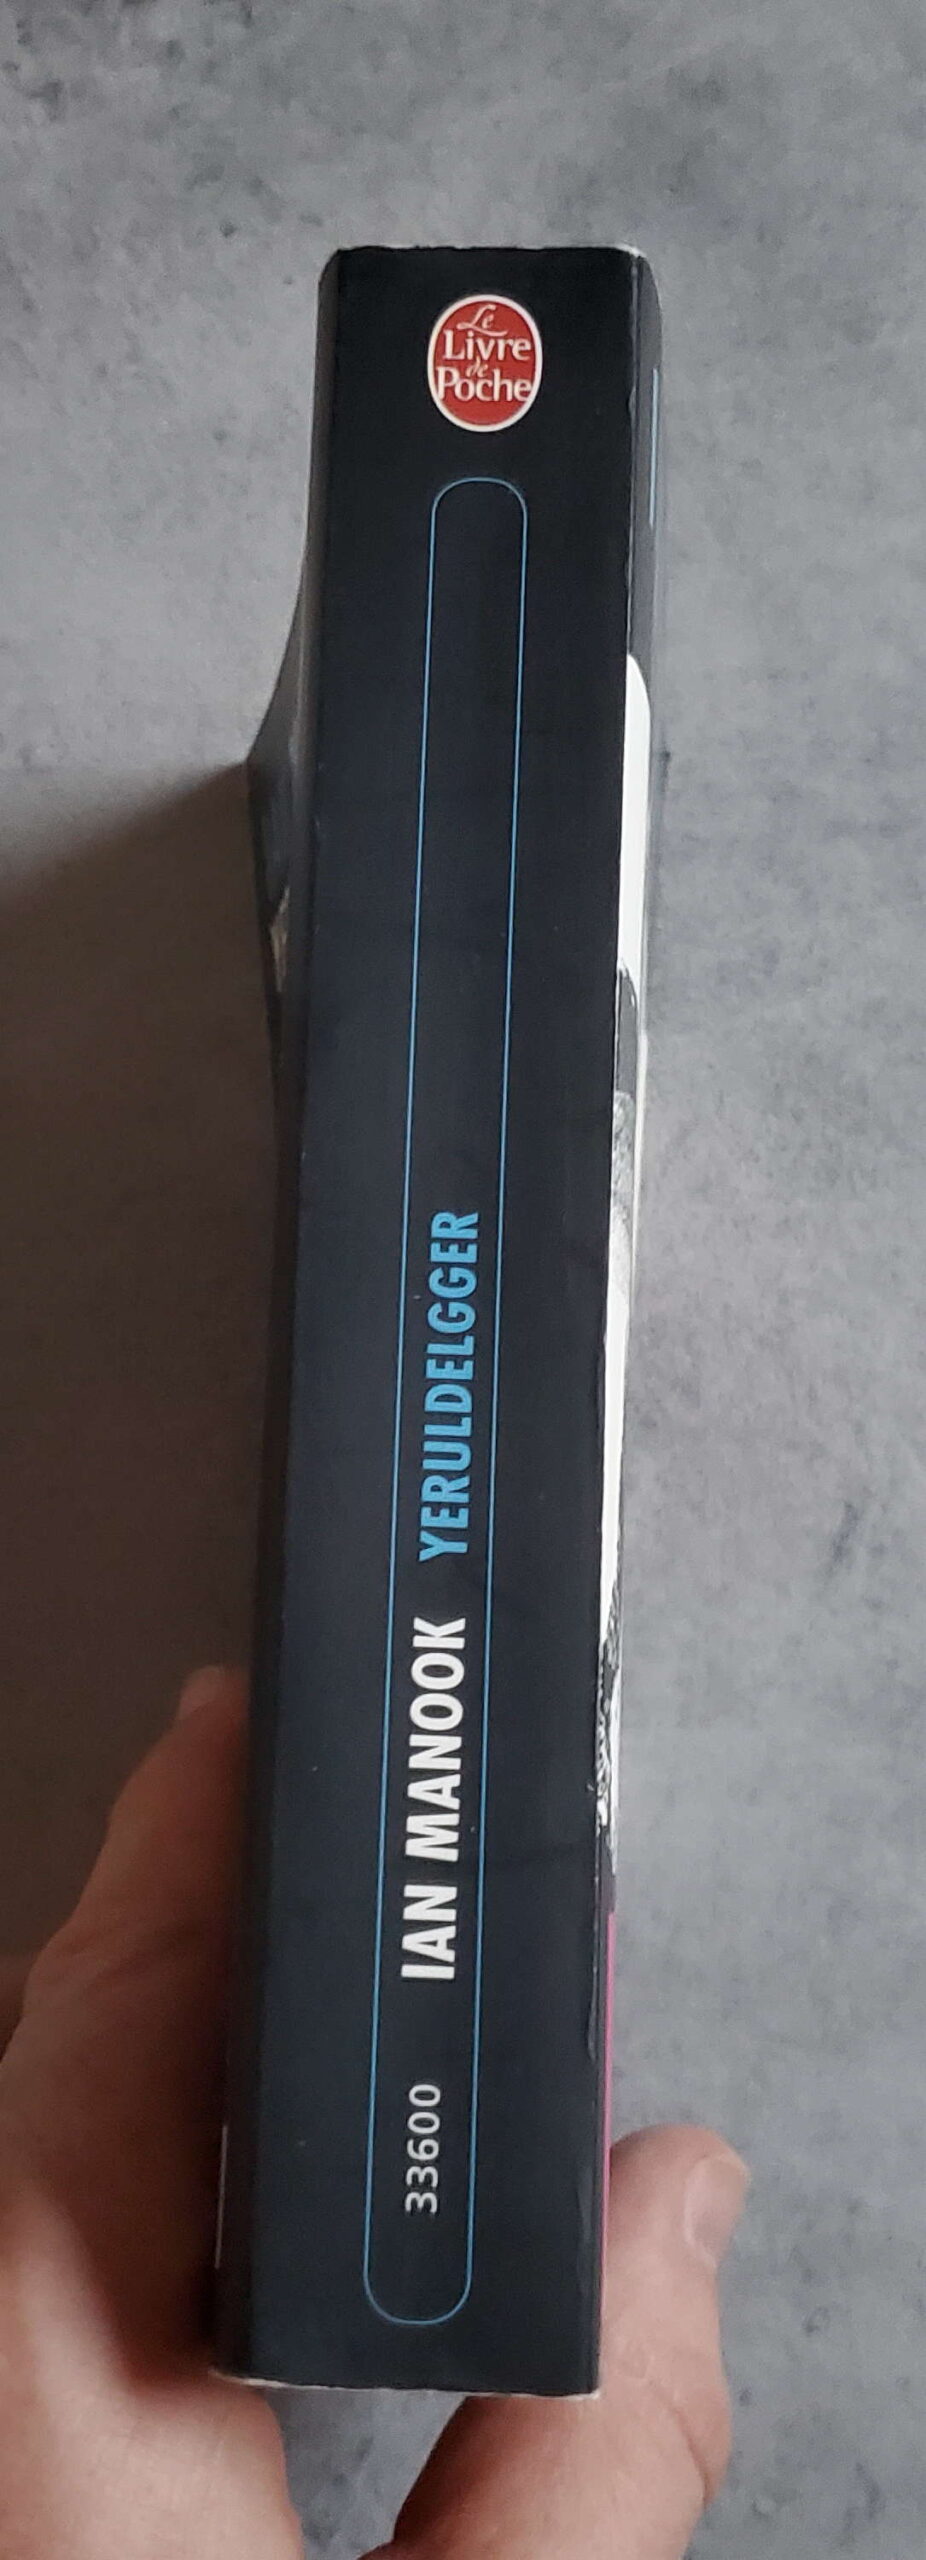 Le
Livre
de
Poche
33600 IAN MANOOK YERULDELGGER